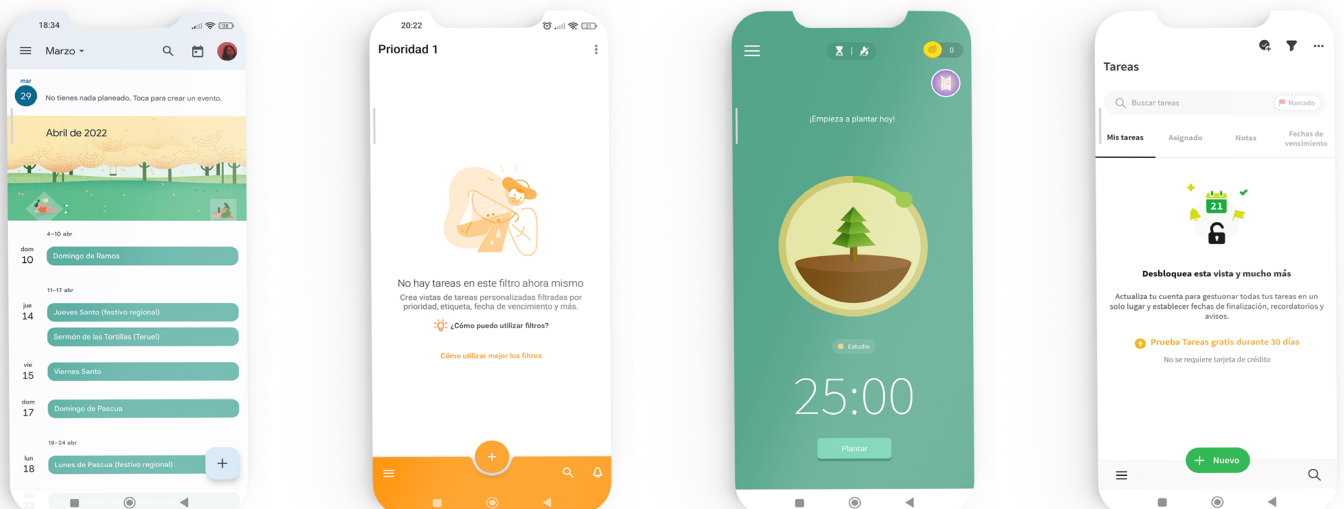 18:34
38
Marzo
mar
29
No tienes nada planeado. Toca para crear un evento.
Abril de 2022
4–10 abr
dom
10
Domingo de Ramos
11–17 abr
jue
14
Jueves Santo (festivo regional)
Sermón de las Tortillas (Teruel)
vie
15
Viernes Santo
dom
17
Domingo de Pascua
18–24 abr
lun
18
Lunes de Pascua (festivo regional)
20:22
Prioridad 1
No hay tareas en este filtro ahora mismo
Crea vistas de tareas personalizadas filtradas por
prioridad, etiqueta, fecha de vencimiento y más.
¿Cómo puedo utilizar filtros?
Cómo utilizar mejor los filtros
0
¡Empieza a plantar hoy!
Estudio
25:00
Plantar
Tareas
Buscar tareas
Marcado
Mis tareas
Asignado
Notas
Fechas de
vencimiento
21
Desbloquea esta vista y mucho más
Actualiza tu cuenta para gestuonar todas tus tareas en un
solo lugar y establecer fechas de finalización, recordatorios y
avisos.
Prueba Tareas gratis durante 30 días
No se requiere tarjeta de crédito
Nuevo